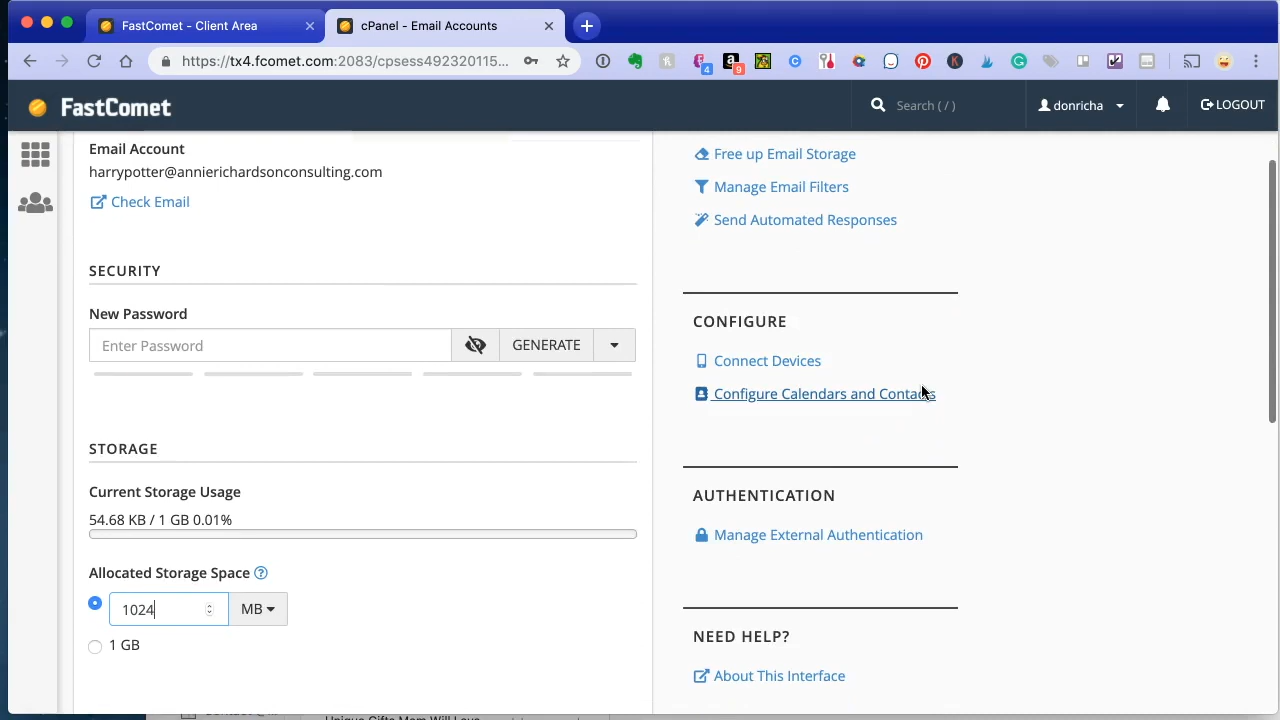 FastComet - Client Area
cPanel - Email Accounts
https://tx4.fcomet.com:2083/cpsess492320115...
4
9
FastComet
Search ( / )
donricha
LOGOUT
Email Account
harrypotter@annierichardsonconsulting.com
Check Email
SECURITY
New Password
Enter Password
GENERATE
STORAGE
Current Storage Usage
54.68 KB / 1 GB 0.01%
Allocated Storage Space
1024
MB
1 GB
Free up Email Storage
Manage Email Filters
Send Automated Responses
CONFIGURE
Connect Devices
Configure Calendars and Contacts
AUTHENTICATION
Manage External Authentication
NEED HELP?
About This Interface